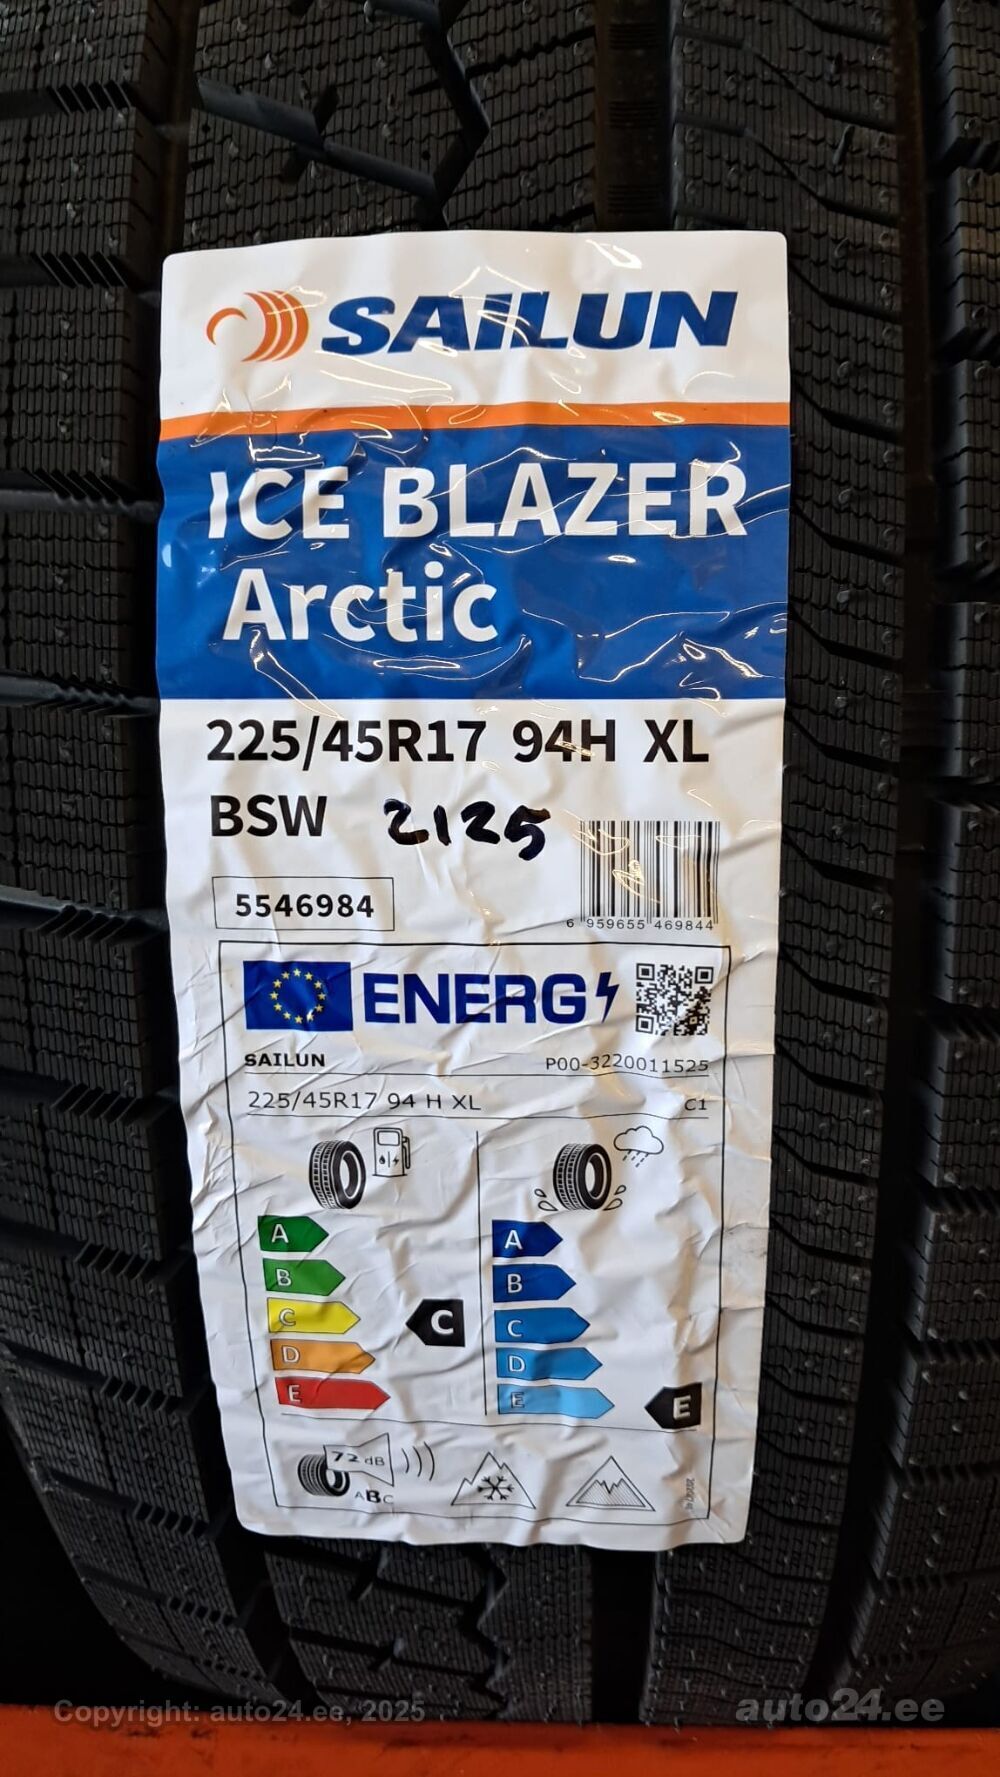 SAILUN
ICE BLAZER
Arctic
225/45R17 94H XL
BSW 2125
5546984
6 959655 469844
ENERG
SAILUN P00-3220011525
225/45R17 94 H XL C1
A A
B B
C C C
D D
E E E
72 dB
ABC
Copyright: auto24.ee, 2025 auto24.ee